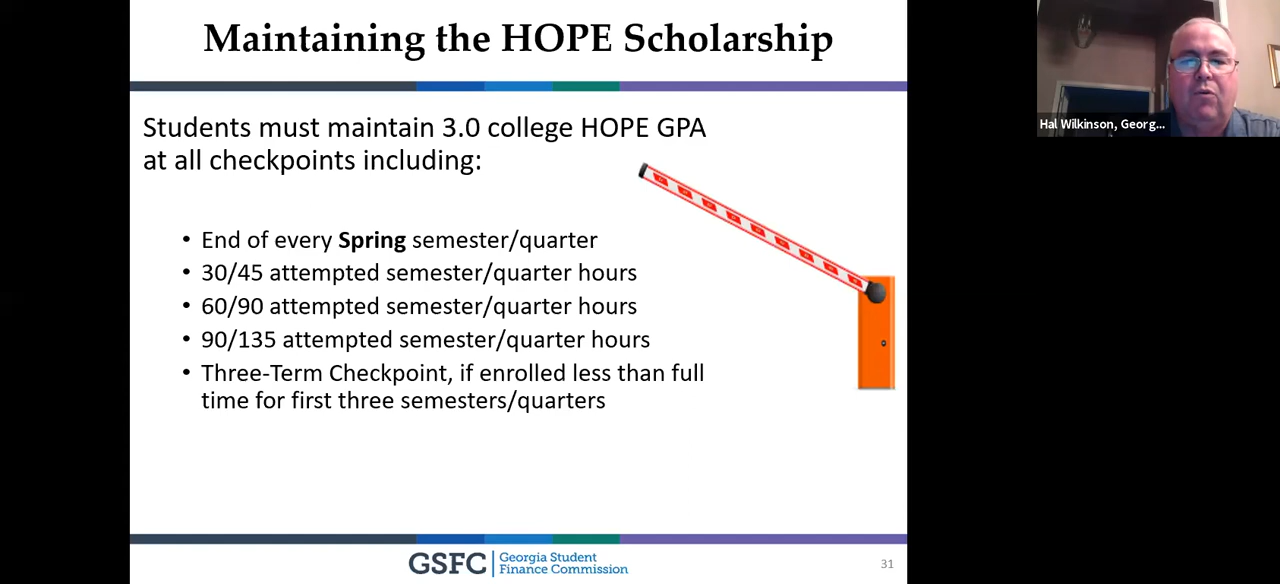 Maintaining the HOPE Scholarship
Students must maintain 3.0 college HOPE GPA
at all checkpoints including:
• End of every Spring semester/quarter
• 30/45 attempted semester/quarter hours
• 60/90 attempted semester/quarter hours
• 90/135 attempted semester/quarter hours
• Three-Term Checkpoint, if enrolled less than full
time for first three semesters/quarters
GSFC
Georgia Student
Finance Commission
31
Hal Wilkinson, Georg...